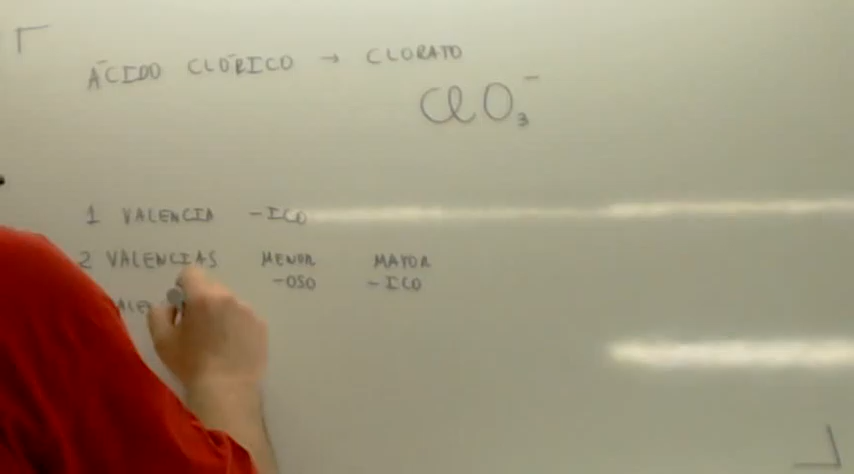 ÁCIDO CLÓRICO → CLORATO
ClO₃⁻
1 VALENCIA -ICO
2 VALENCIAS MENOR MAYOR
-OSO -ICO